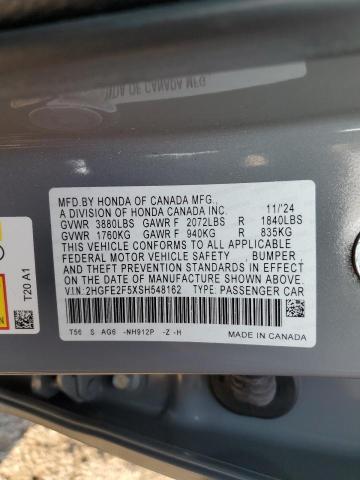 MFD.BY HONDA OF CANADA MFG.,
A DIVISION OF HONDA CANADA INC. 11/'24
GVWR 3880LBS GAWR F 2072LBS R 1840LBS
GVWR 1760KG GAWR F 940KG R 835KG
THIS VEHICLE CONFORMS TO ALL APPLICABLE
FEDERAL MOTOR VEHICLE SAFETY , BUMPER ,
AND THEFT PREVENTION STANDARDS IN EFFECT
ON THE DATE OF MANUFACTURE SHOWN ABOVE.
V.I.N:2HGFE2F5XSH548162 TYPE: PASSENGER CAR
T56 S AG6 -NH912P -Z -H
MADE IN CANADA
T20 A1